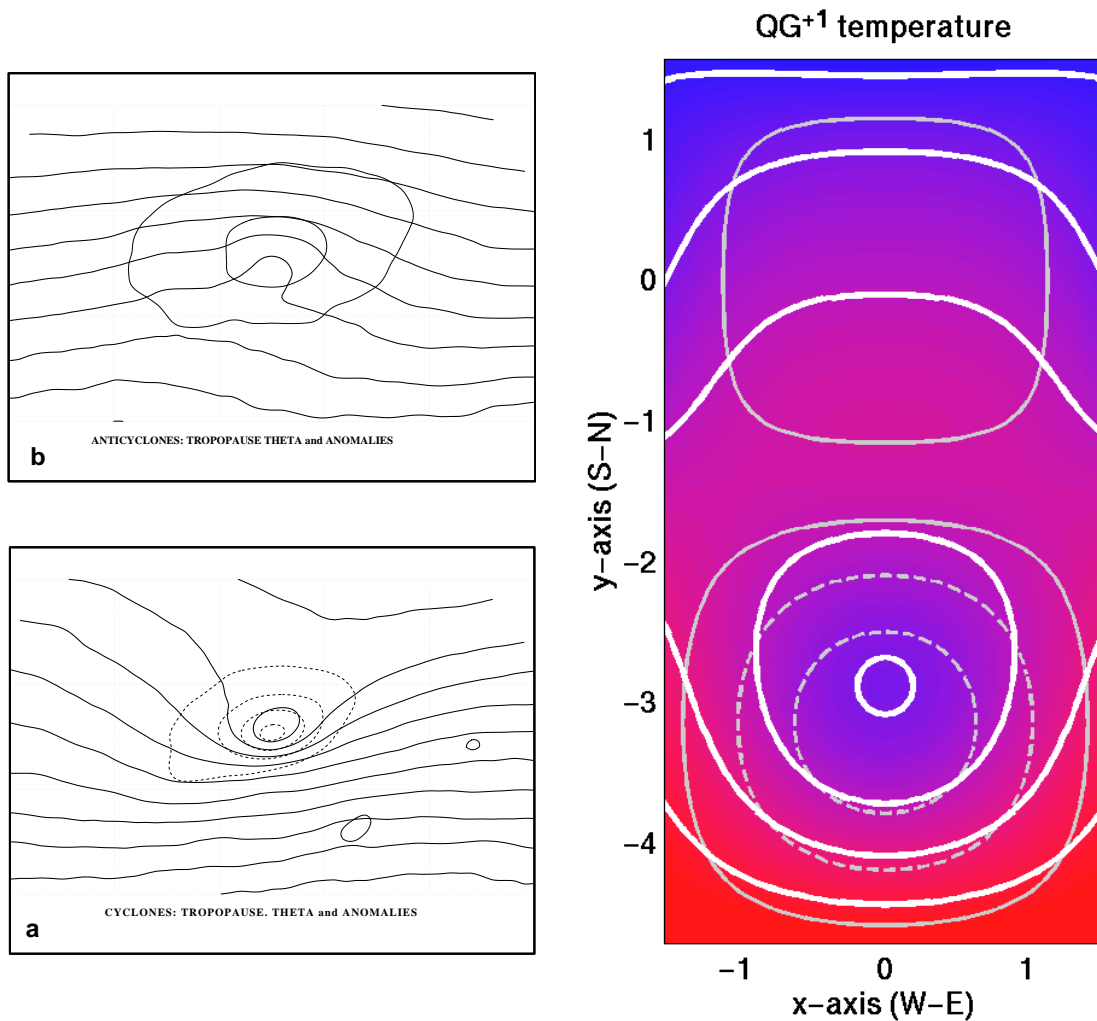 QG+1 temperature
ANTICYCLONES: TROPOPAUSE THETA and ANOMALIES
b
CYCLONES: TROPOPAUSE. THETA and ANOMALIES
a
y-axis (S-N)
1
0
-1
-2
-3
-4
-1 0 1
x-axis (W-E)